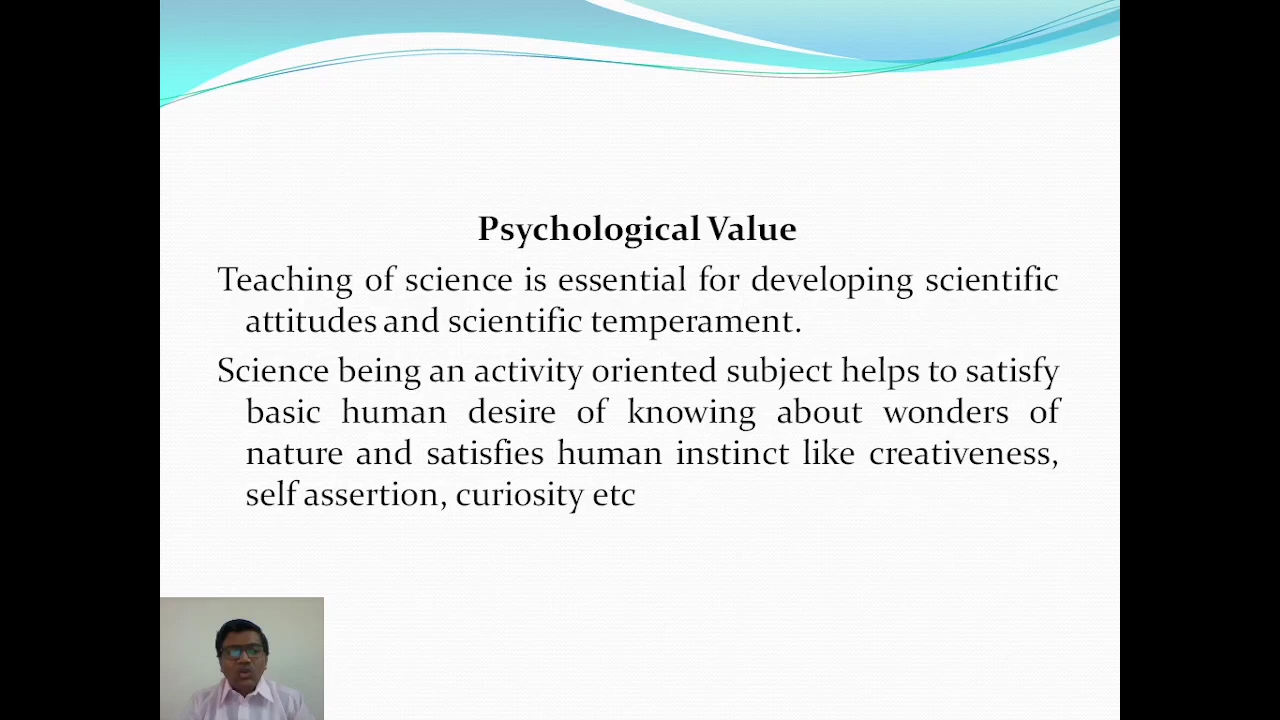 Psychological Value
Teaching of science is essential for developing scientific
attitudes and scientific temperament.
Science being an activity oriented subject helps to satisfy
basic human desire of knowing about wonders of
nature and satisfies human instinct like creativeness,
self assertion, curiosity etc